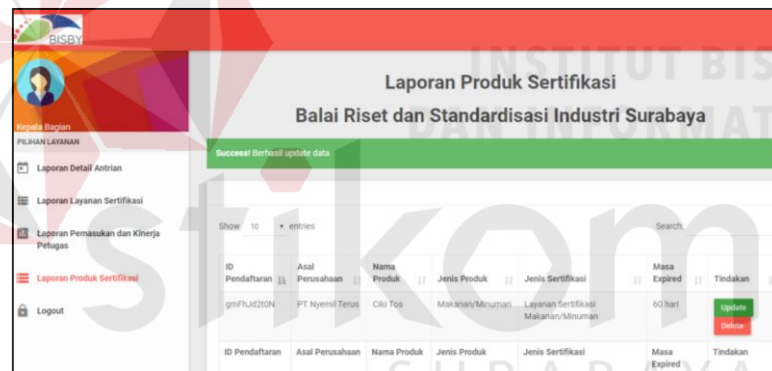 BISBY
INSTITUT BIS
DAN INFORMAT
Laporan Produk Sertifikasi
Balai Riset dan Standardisasi Industri Surabaya
Kepala Bagian
PILIHAN LAYANAN
Laporan Detail Antrian
Laporan Layanan Sertifikasi
Laporan Pemasukan dan Kinerja
Petugas
Laporan Produk Sertifikasi
Logout
Success! Berhasil update data
Show 10 entries
Search:
ID Pendaftaran Asal Perusahaan Nama Produk Jenis Produk Jenis Sertifikasi Masa Expired Tindakan
gmFhJd2t0N PT Nyemil Terus Ciki Tos Makanan/Minuman Layanan Sertifikasi Makanan/Minuman 60 hari Update
Delete
ID Pendaftaran Asal Perusahaan Nama Produk Jenis Produk Jenis Sertifikasi Masa Expired Tindakan
stikom
SURABAYA